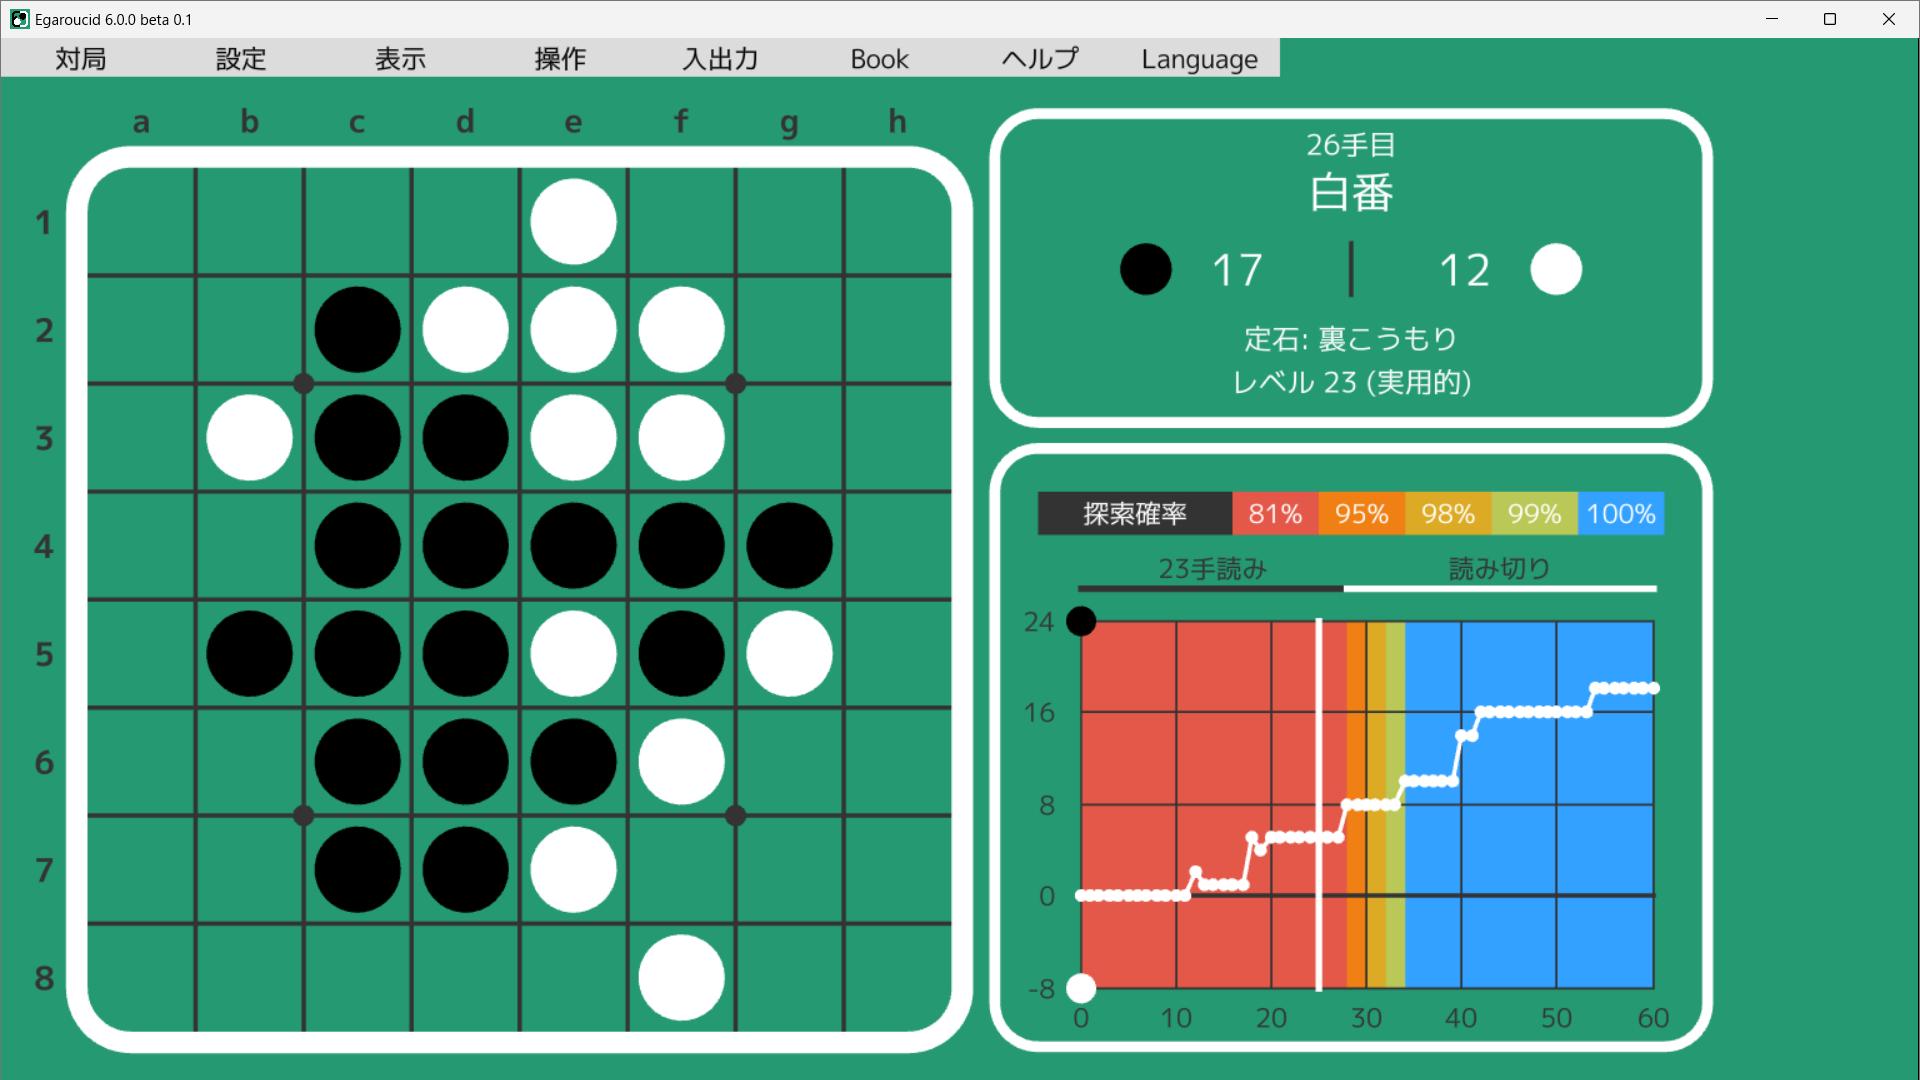 Egaroucid 6.0.0 beta 0.1
対局 設定 表示 操作 入出力 Book ヘルプ Language
a b c d e f g h
1
2
3
4
5
6
7
8
26手目
白番
17 12
定石: 裏こうもり
レベル 23 (実用的)
探索確率 81% 95% 98% 99% 100%
23手読み 読み切り
24
16
8
0
-8
0 10 20 30 40 50 60